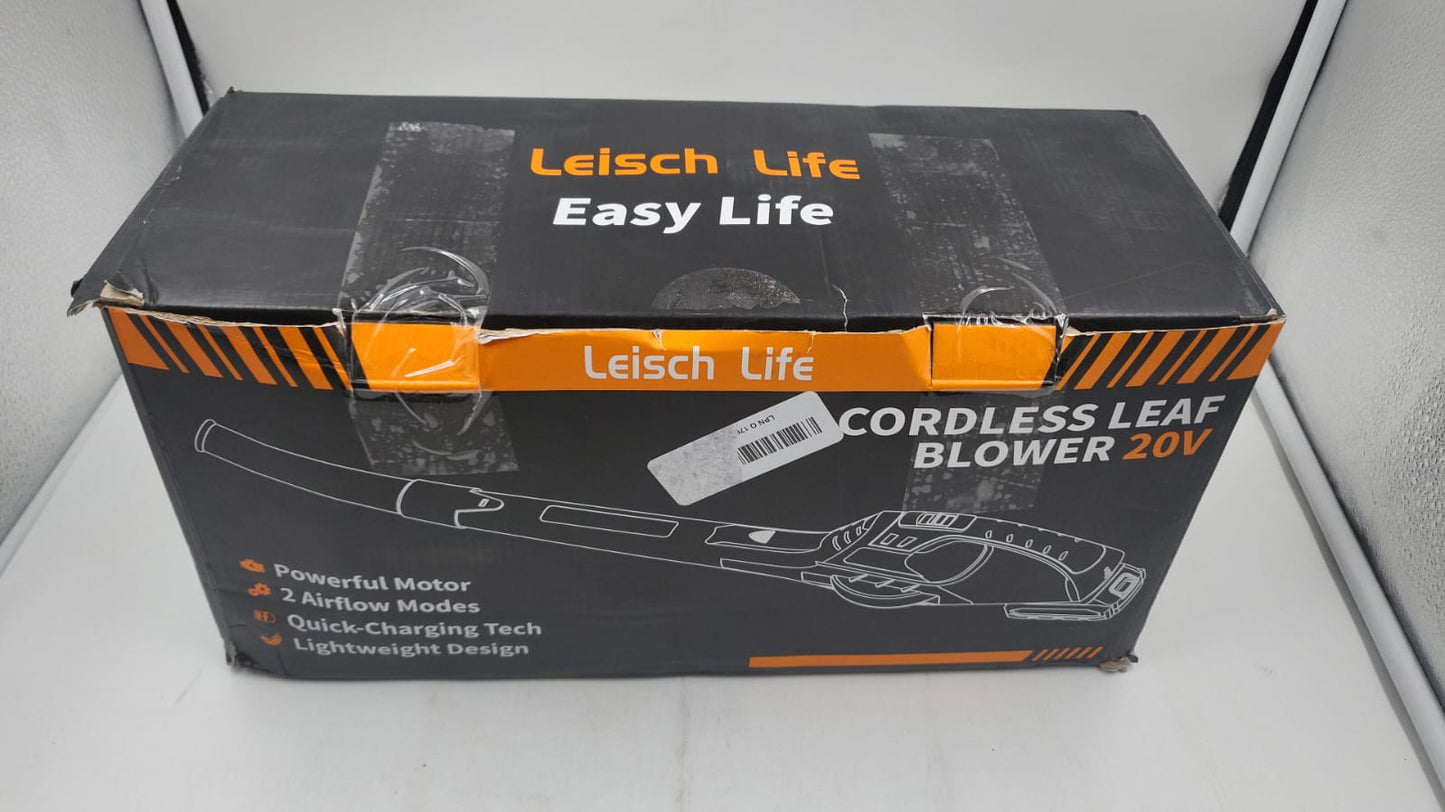 Leisch Life
Easy Life
Leisch Life
CORDLESS LEAF
BLOWER 20V
Powerful Motor
2 Airflow Modes
Quick-Charging Tech
Lightweight Design